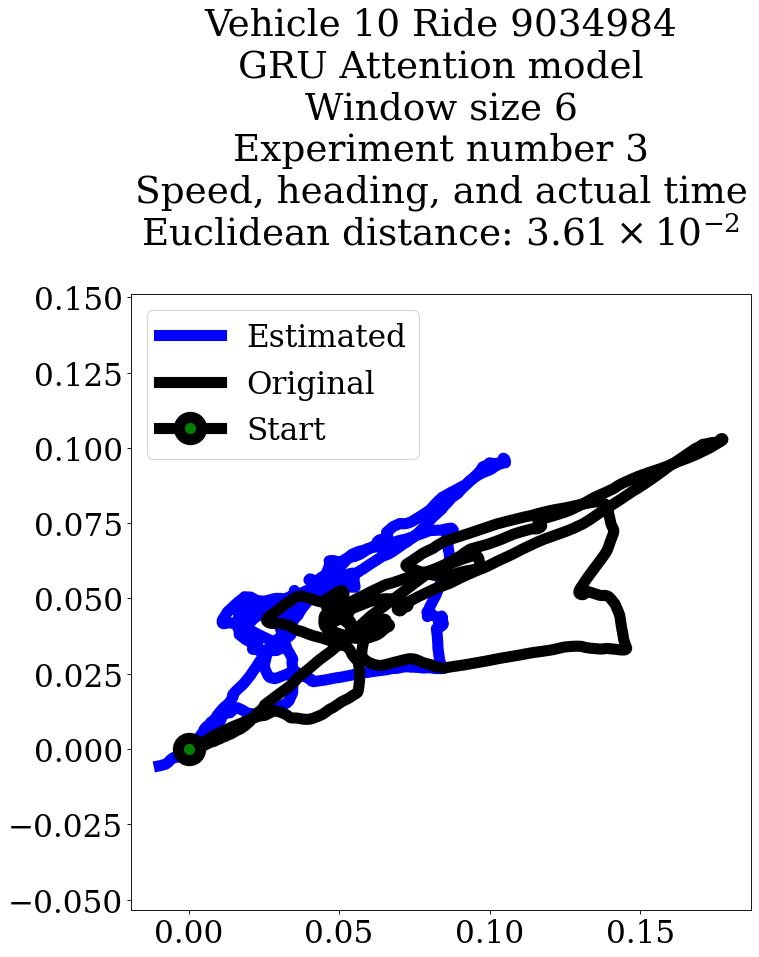 Vehicle 10 Ride 9034984
GRU Attention model
Window size 6
Experiment number 3
Speed, heading, and actual time
Euclidean distance: 3.61 × 10⁻²
0.150
0.125
0.100
0.075
0.050
0.025
0.000
−0.025
−0.050
Estimated
Original
Start
0.00 0.05 0.10 0.15